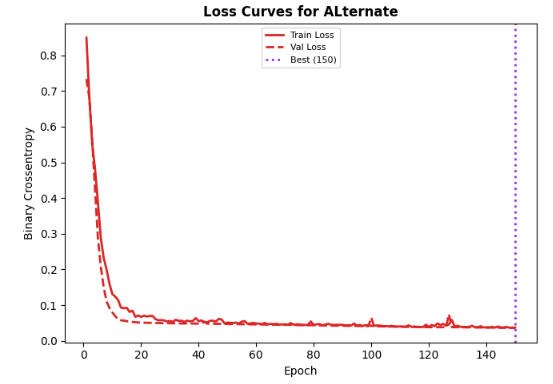 Loss Curves for ALternate
Train Loss
Val Loss
Best (150)
Binary Crossentropy
0.8
0.7
0.6
0.5
0.4
0.3
0.2
0.1
0.0
0 20 40 60 80 100 120 140
Epoch